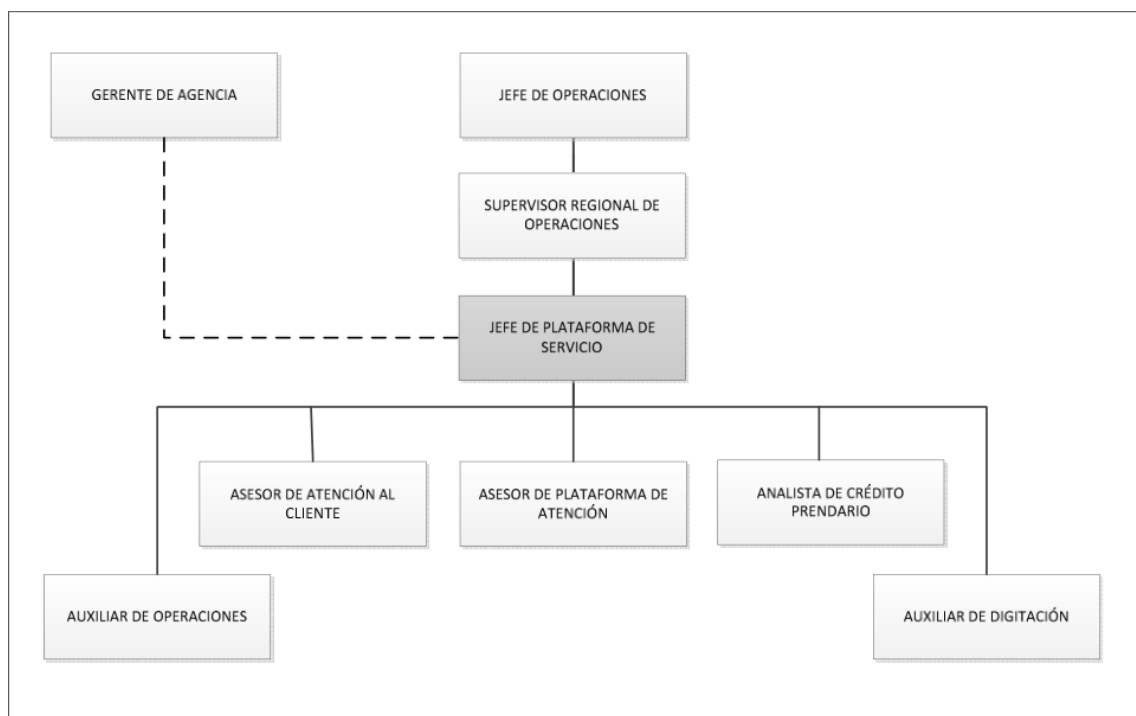 GERENTE DE AGENCIA
JEFE DE OPERACIONES
SUPERVISOR REGIONAL DE
OPERACIONES
JEFE DE PLATAFORMA DE
SERVICIO
ASESOR DE ATENCIÓN AL
CLIENTE
ASESOR DE PLATAFORMA DE
ATENCIÓN
ANALISTA DE CRÉDITO
PRENDARIO
AUXILIAR DE OPERACIONES
AUXILIAR DE DIGITACIÓN